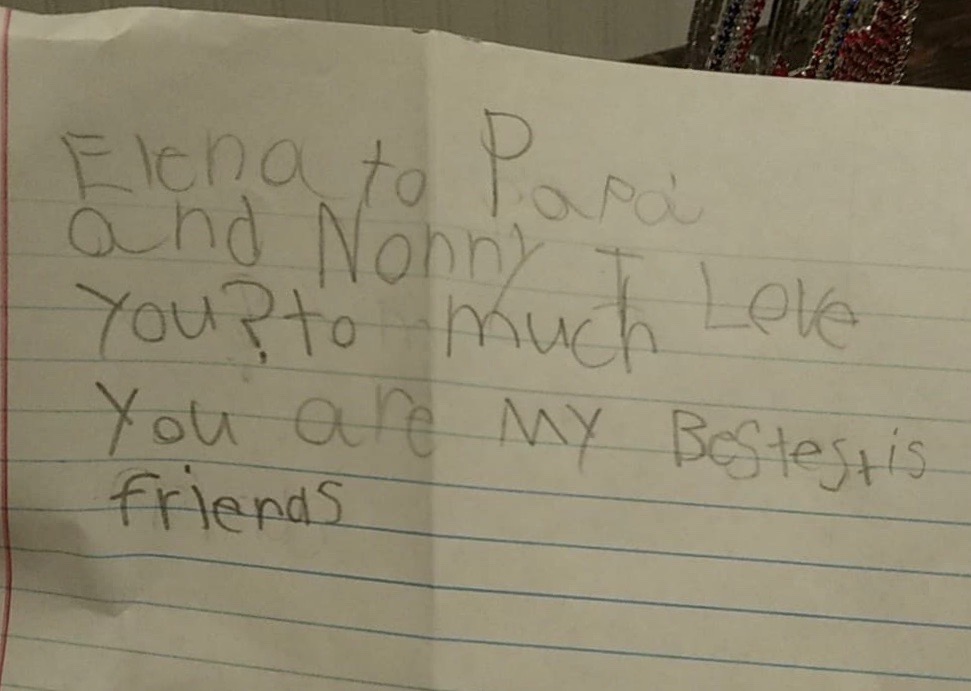 Elena to Papa
and Nonny I Love
You? to much
You are My Bestestis
friends